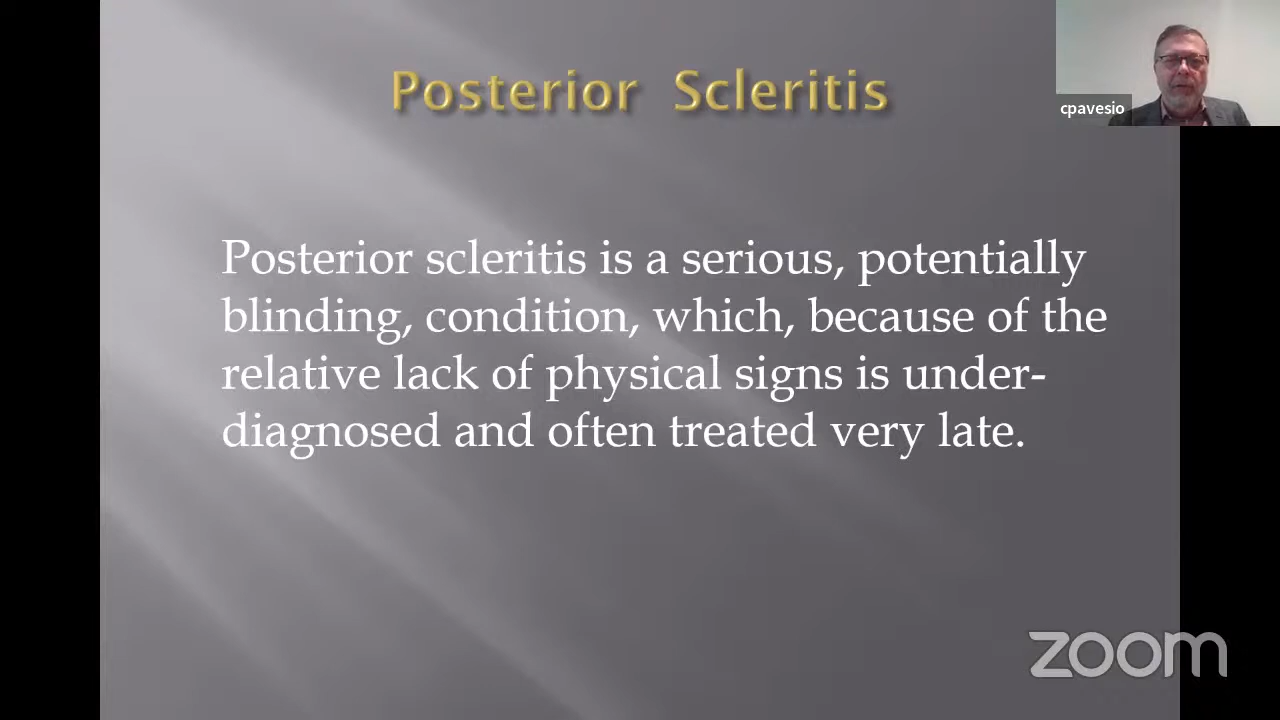 Posterior Scleritis
cpavesio
Posterior scleritis is a serious, potentially
blinding, condition, which, because of the
relative lack of physical signs is under-
diagnosed and often treated very late.
zoom